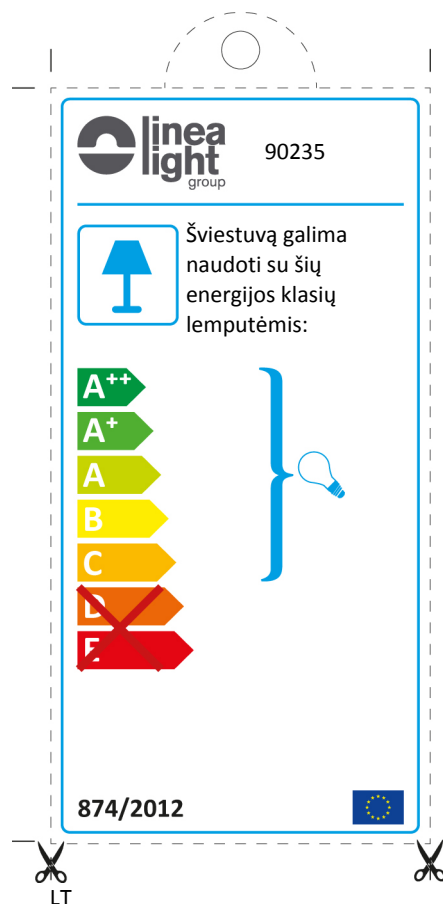 linea
light
group
90235
Šviestuvą galima
naudoti su šių
energijos klasių
lemputėmis:
A++
A+
A
B
C
D
E
874/2012
LT